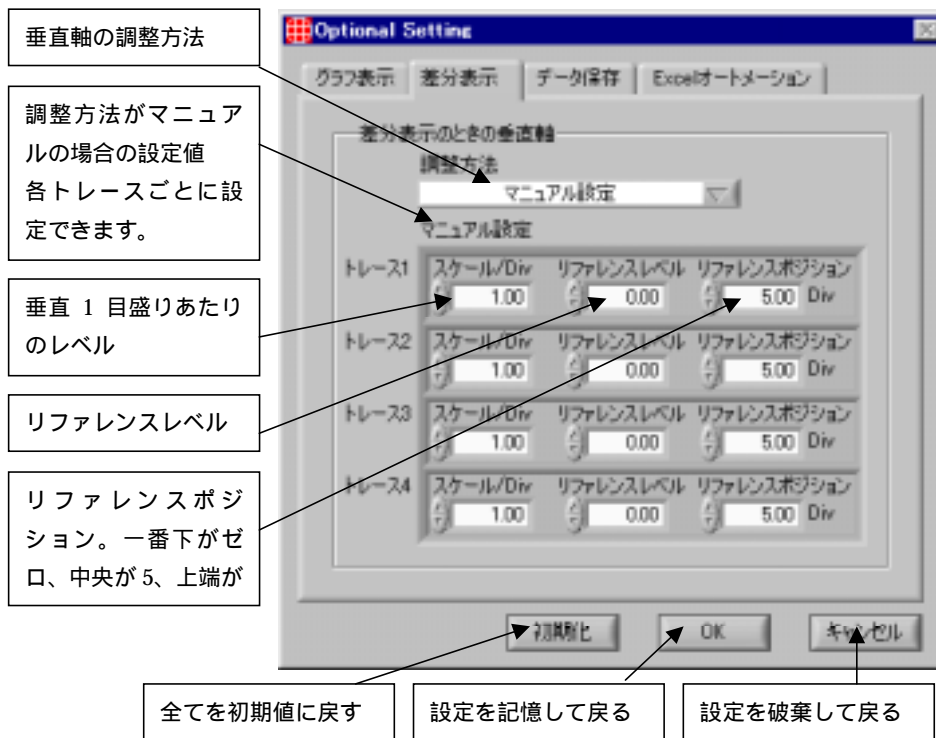 垂直軸の調整方法
調整方法がマニュア
ルの場合の設定値
各トレースごとに設
定できます。
垂直 1 目盛りあたり
のレベル
リファレンスレベル
リファレンスポジ
ション。一番下がゼ
ロ、中央が 5、上端が
Optional Setting
グラフ表示 差分表示 データ保存 Excelオートメーション
差分表示のときの垂直軸
調整方法
マニュアル設定
マニュアル設定
トレース1 スケール/Div リファレンスレベル リファレンスポジション
1.00 0.00 5.00 Div
トレース2 スケール/Div リファレンスレベル リファレンスポジション
1.00 0.00 5.00 Div
トレース3 スケール/Div リファレンスレベル リファレンスポジション
1.00 0.00 5.00 Div
トレース4 スケール/Div リファレンスレベル リファレンスポジション
1.00 0.00 5.00 Div
初期化 OK キャンセル
全てを初期値に戻す 設定を記憶して戻る 設定を破棄して戻る